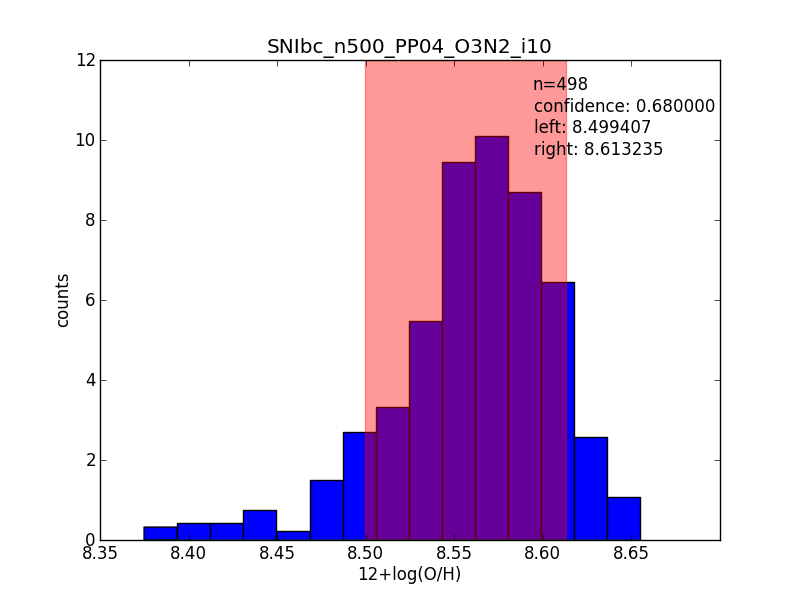 SNIbc_n500_PP04_O3N2_i10
12
n=498
confidence: 0.680000
left: 8.499407
right: 8.613235
10
8
6
4
2
0
counts
8.35 8.40 8.45 8.50 8.55 8.60 8.65
12+log(O/H)